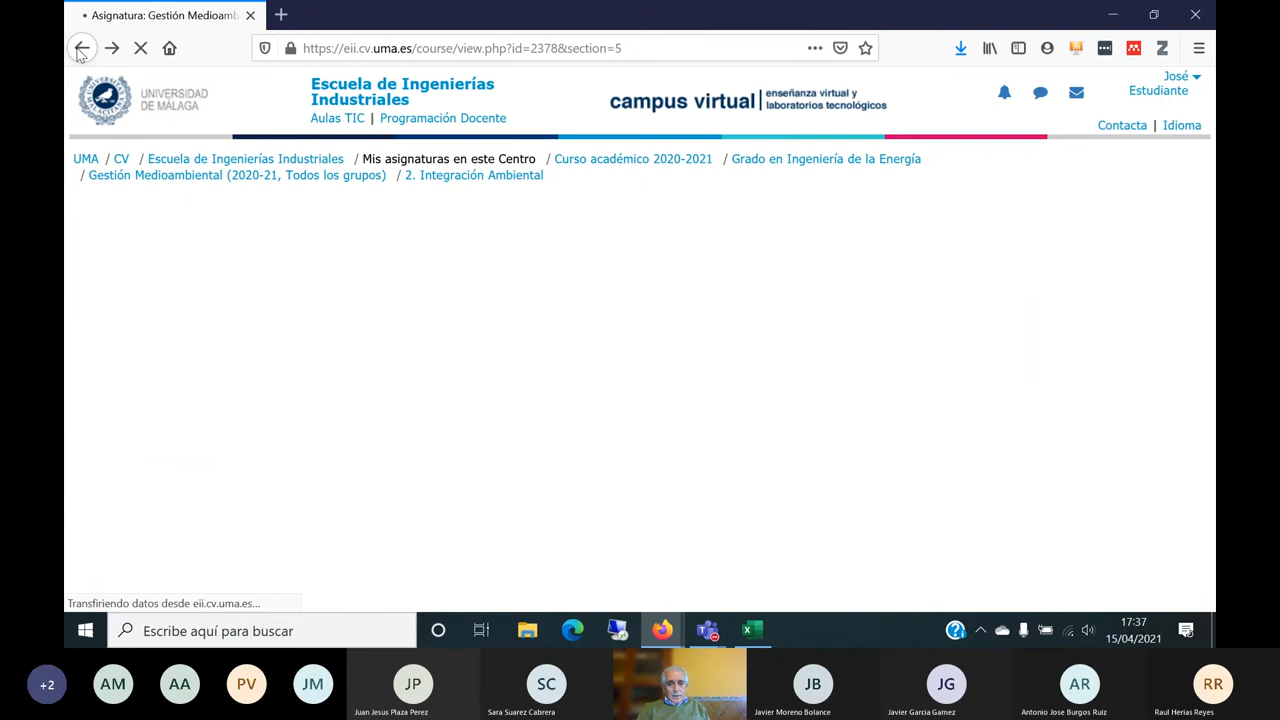 Asignatura: Gestión Medioamb
https://eii.cv.uma.es/course/view.php?id=2378&section=5
UNIVERSIDAD
DE MÁLAGA
Escuela de Ingenierías
Industriales
Aulas TIC | Programación Docente
campus virtual
enseñanza virtual y
laboratorios tecnológicos
José
Estudiante
Contacta | Idioma
UMA / CV / Escuela de Ingenierías Industriales / Mis asignaturas en este Centro / Curso académico 2020-2021 / Grado en Ingeniería de la Energía
/ Gestión Medioambiental (2020-21, Todos los grupos) / 2. Integración Ambiental
Transfiriendo datos desde eii.cv.uma.es...
Escribe aquí para buscar
17:37
15/04/2021
+2
AM
AA
PV
JM
JP
SC
JB
JG
AR
RR
Juan Jesus Plaza Perez
Sara Suarez Cabrera
Javier Moreno Bolance
Javier Garcia Gamez
Antonio Jose Burgos Ruiz
Raul Herias Reyes